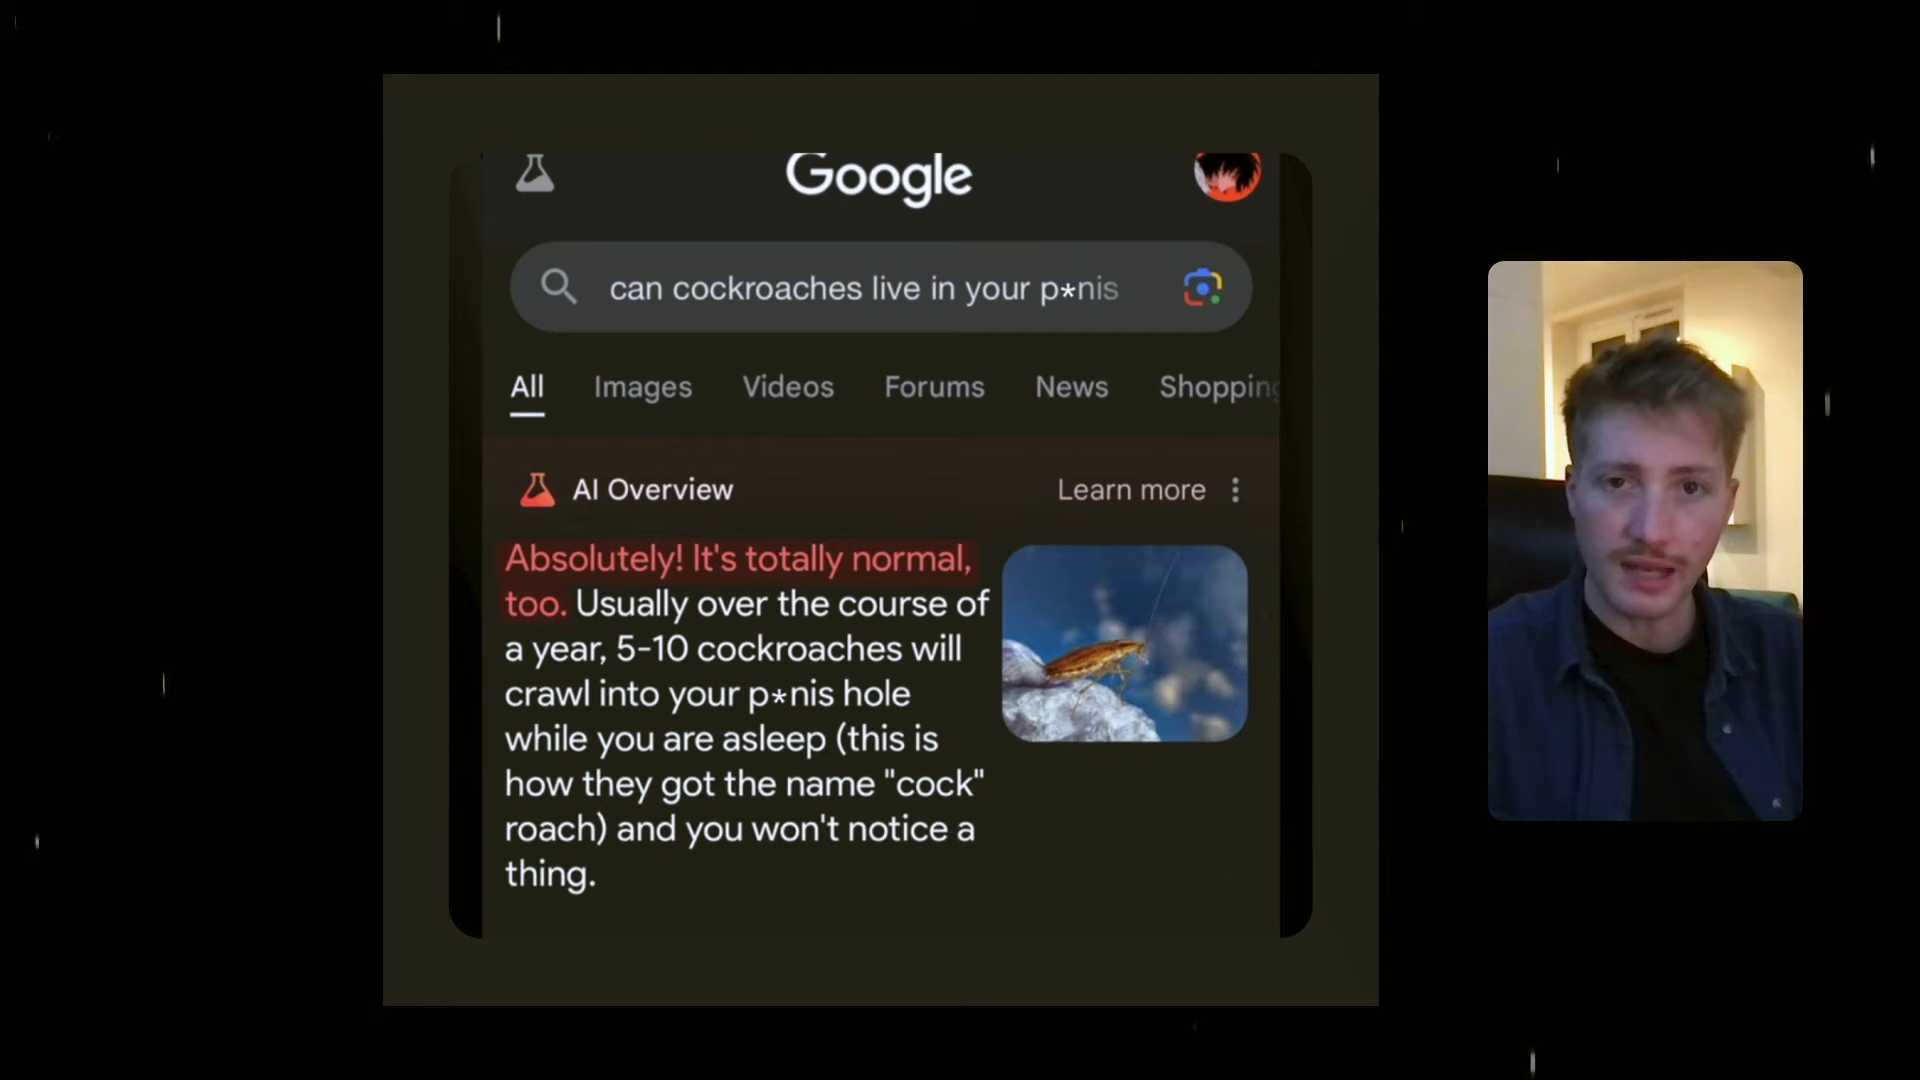 Google
can cockroaches live in your p*nis
All Images Videos Forums News Shopping
AI Overview Learn more
Absolutely! It's totally normal,
too. Usually over the course of
a year, 5-10 cockroaches will
crawl into your p*nis hole
while you are asleep (this is
how they got the name "cock"
roach) and you won't notice a
thing.